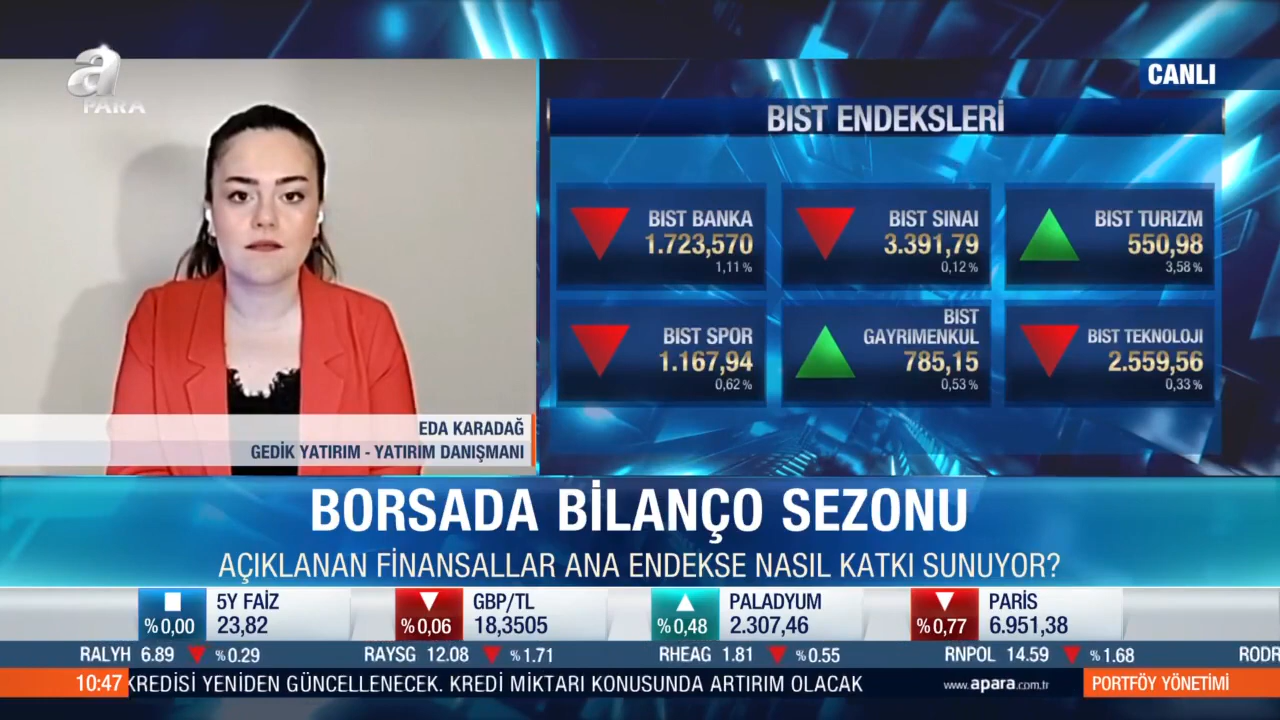 a
PARA
CANLI
BIST ENDEKSLERİ
BIST BANKA
1.723,570
1,11 %
BIST SINAI
3.391,79
0,12 %
BIST TURIZM
550,98
3,58 %
BIST SPOR
1.167,94
0,62 %
BIST
GAYRIMENKUL
785,15
0,53 %
BIST TEKNOLOJI
2.559,56
0,33 %
EDA KARADAĞ
GEDİK YATIRIM - YATIRIM DANIŞMANI
BORSADA BİLANÇO SEZONU
AÇIKLANAN FİNANSALLAR ANA ENDEKSE NASIL KATKI SUNUYOR?
5Y FAİZ
% 0,00 23,82
GBP/TL
% 0,06 18,3505
PALADYUM
% 0,48 2.307,46
PARİS
% 0,77 6.951,38
RALYH 6.89 %0.29 RAYSG 12.08 %1.71 RHEAG 1.81 %0.55 RNPOL 14.59 %1.68 RODR
10:47 KREDİSİ YENİDEN GÜNCELLENECEK. KREDİ MİKTARI KONUSUNDA ARTIRIM OLACAK www.apara.com.tr PORTFÖY YÖNETİMİ